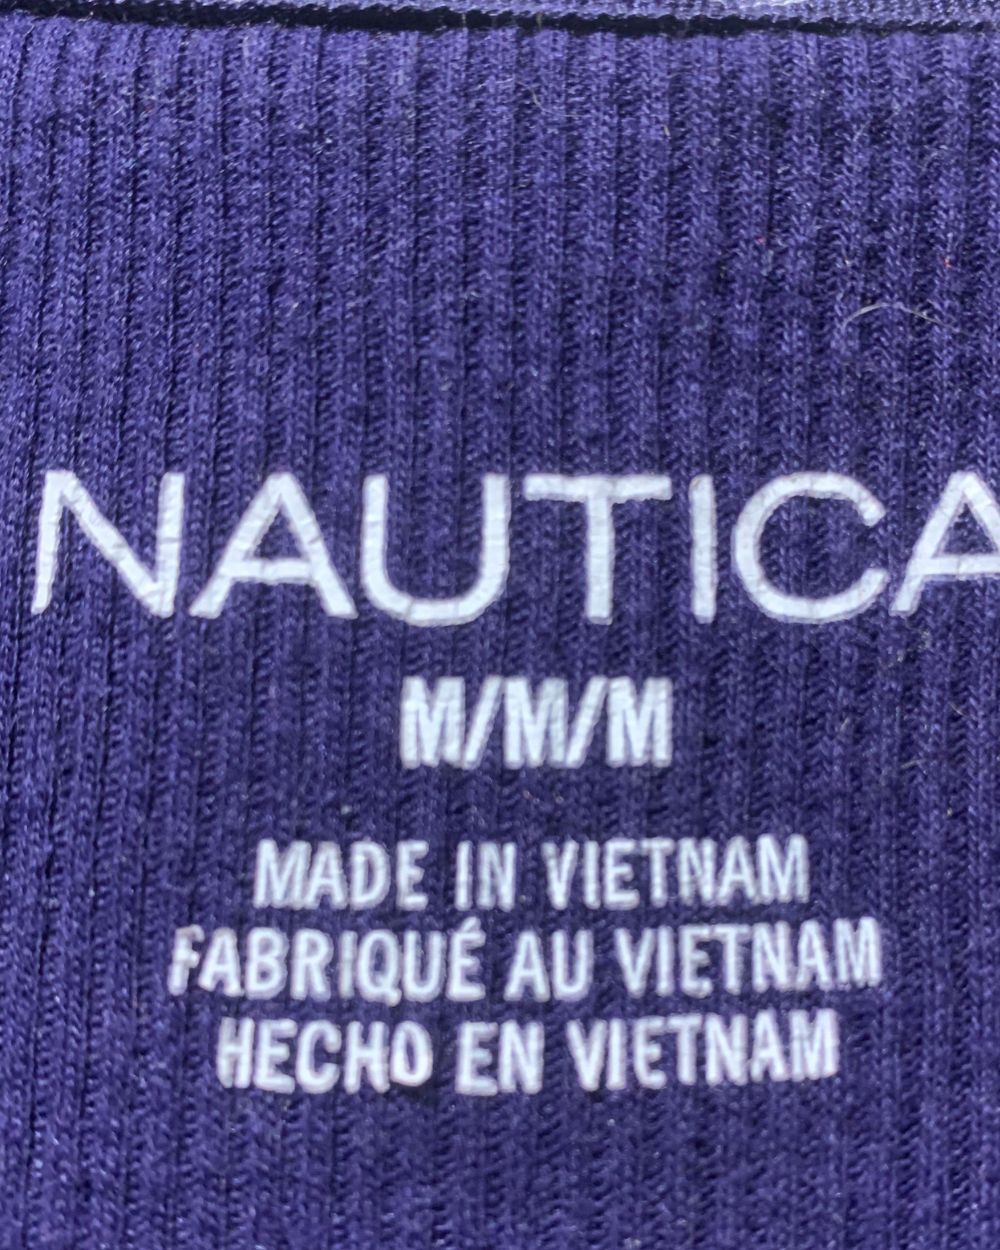 NAUTICA
M/M/M
MADE IN VIETNAM
FABRIQUÉ AU VIETNAM
HECHO EN VIETNAM